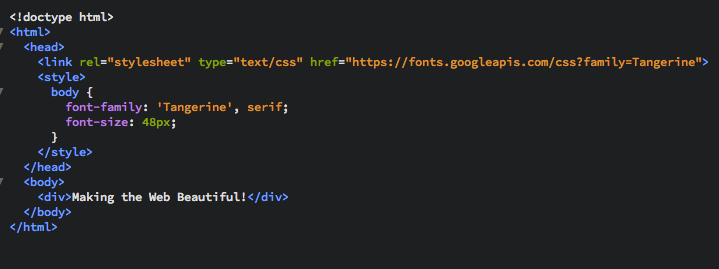 <!doctype html>
<html>
<head>
<link rel="stylesheet" type="text/css" href="https://fonts.googleapis.com/css?family=Tangerine">
<style>
body {
font-family: 'Tangerine', serif;
font-size: 48px;
}
</style>
</head>
<body>
<div>Making the Web Beautiful!</div>
</body>
</html>